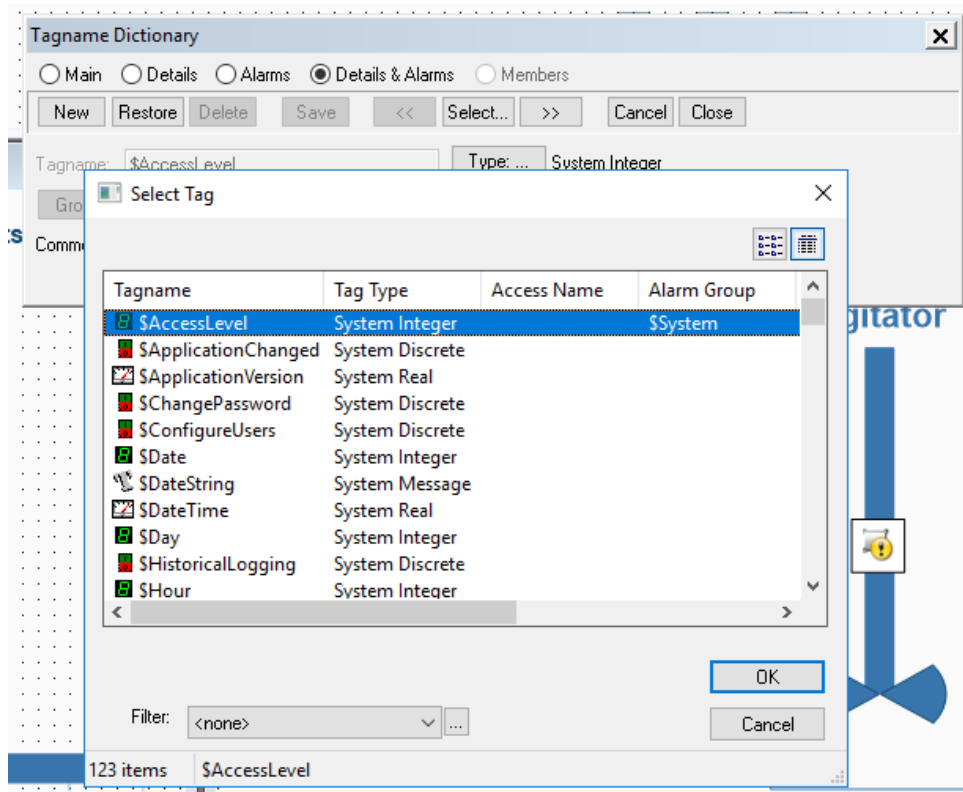 Tagname Dictionary
Main Details Alarms Details & Alarms Members
New Restore Delete Save << Select... >> Cancel Close
Tagname: $AccessLevel Type: ... System Integer
Select Tag
Gro
ts Comme
Tagname Tag Type Access Name Alarm Group
$AccessLevel System Integer $System
gitator
$ApplicationChanged System Discrete
$ApplicationVersion System Real
$ChangePassword System Discrete
$ConfigureUsers System Discrete
$Date System Integer
$DateString System Message
$DateTime System Real
$Day System Integer
$HistoricalLogging System Discrete
$Hour System Integer
OK
Filter: <none> ...
Cancel
123 items $AccessLevel